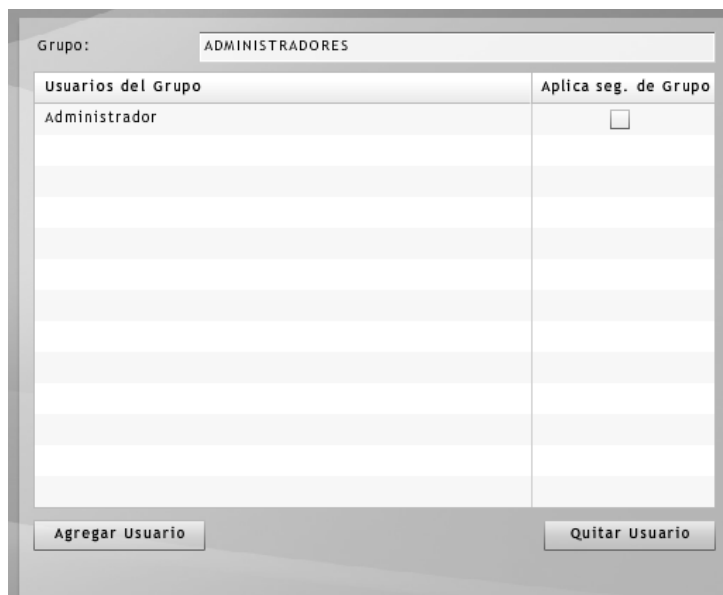 Grupo: ADMINISTRADORES
Usuarios del Grupo Aplica seg. de Grupo
Administrador
Agregar Usuario Quitar Usuario